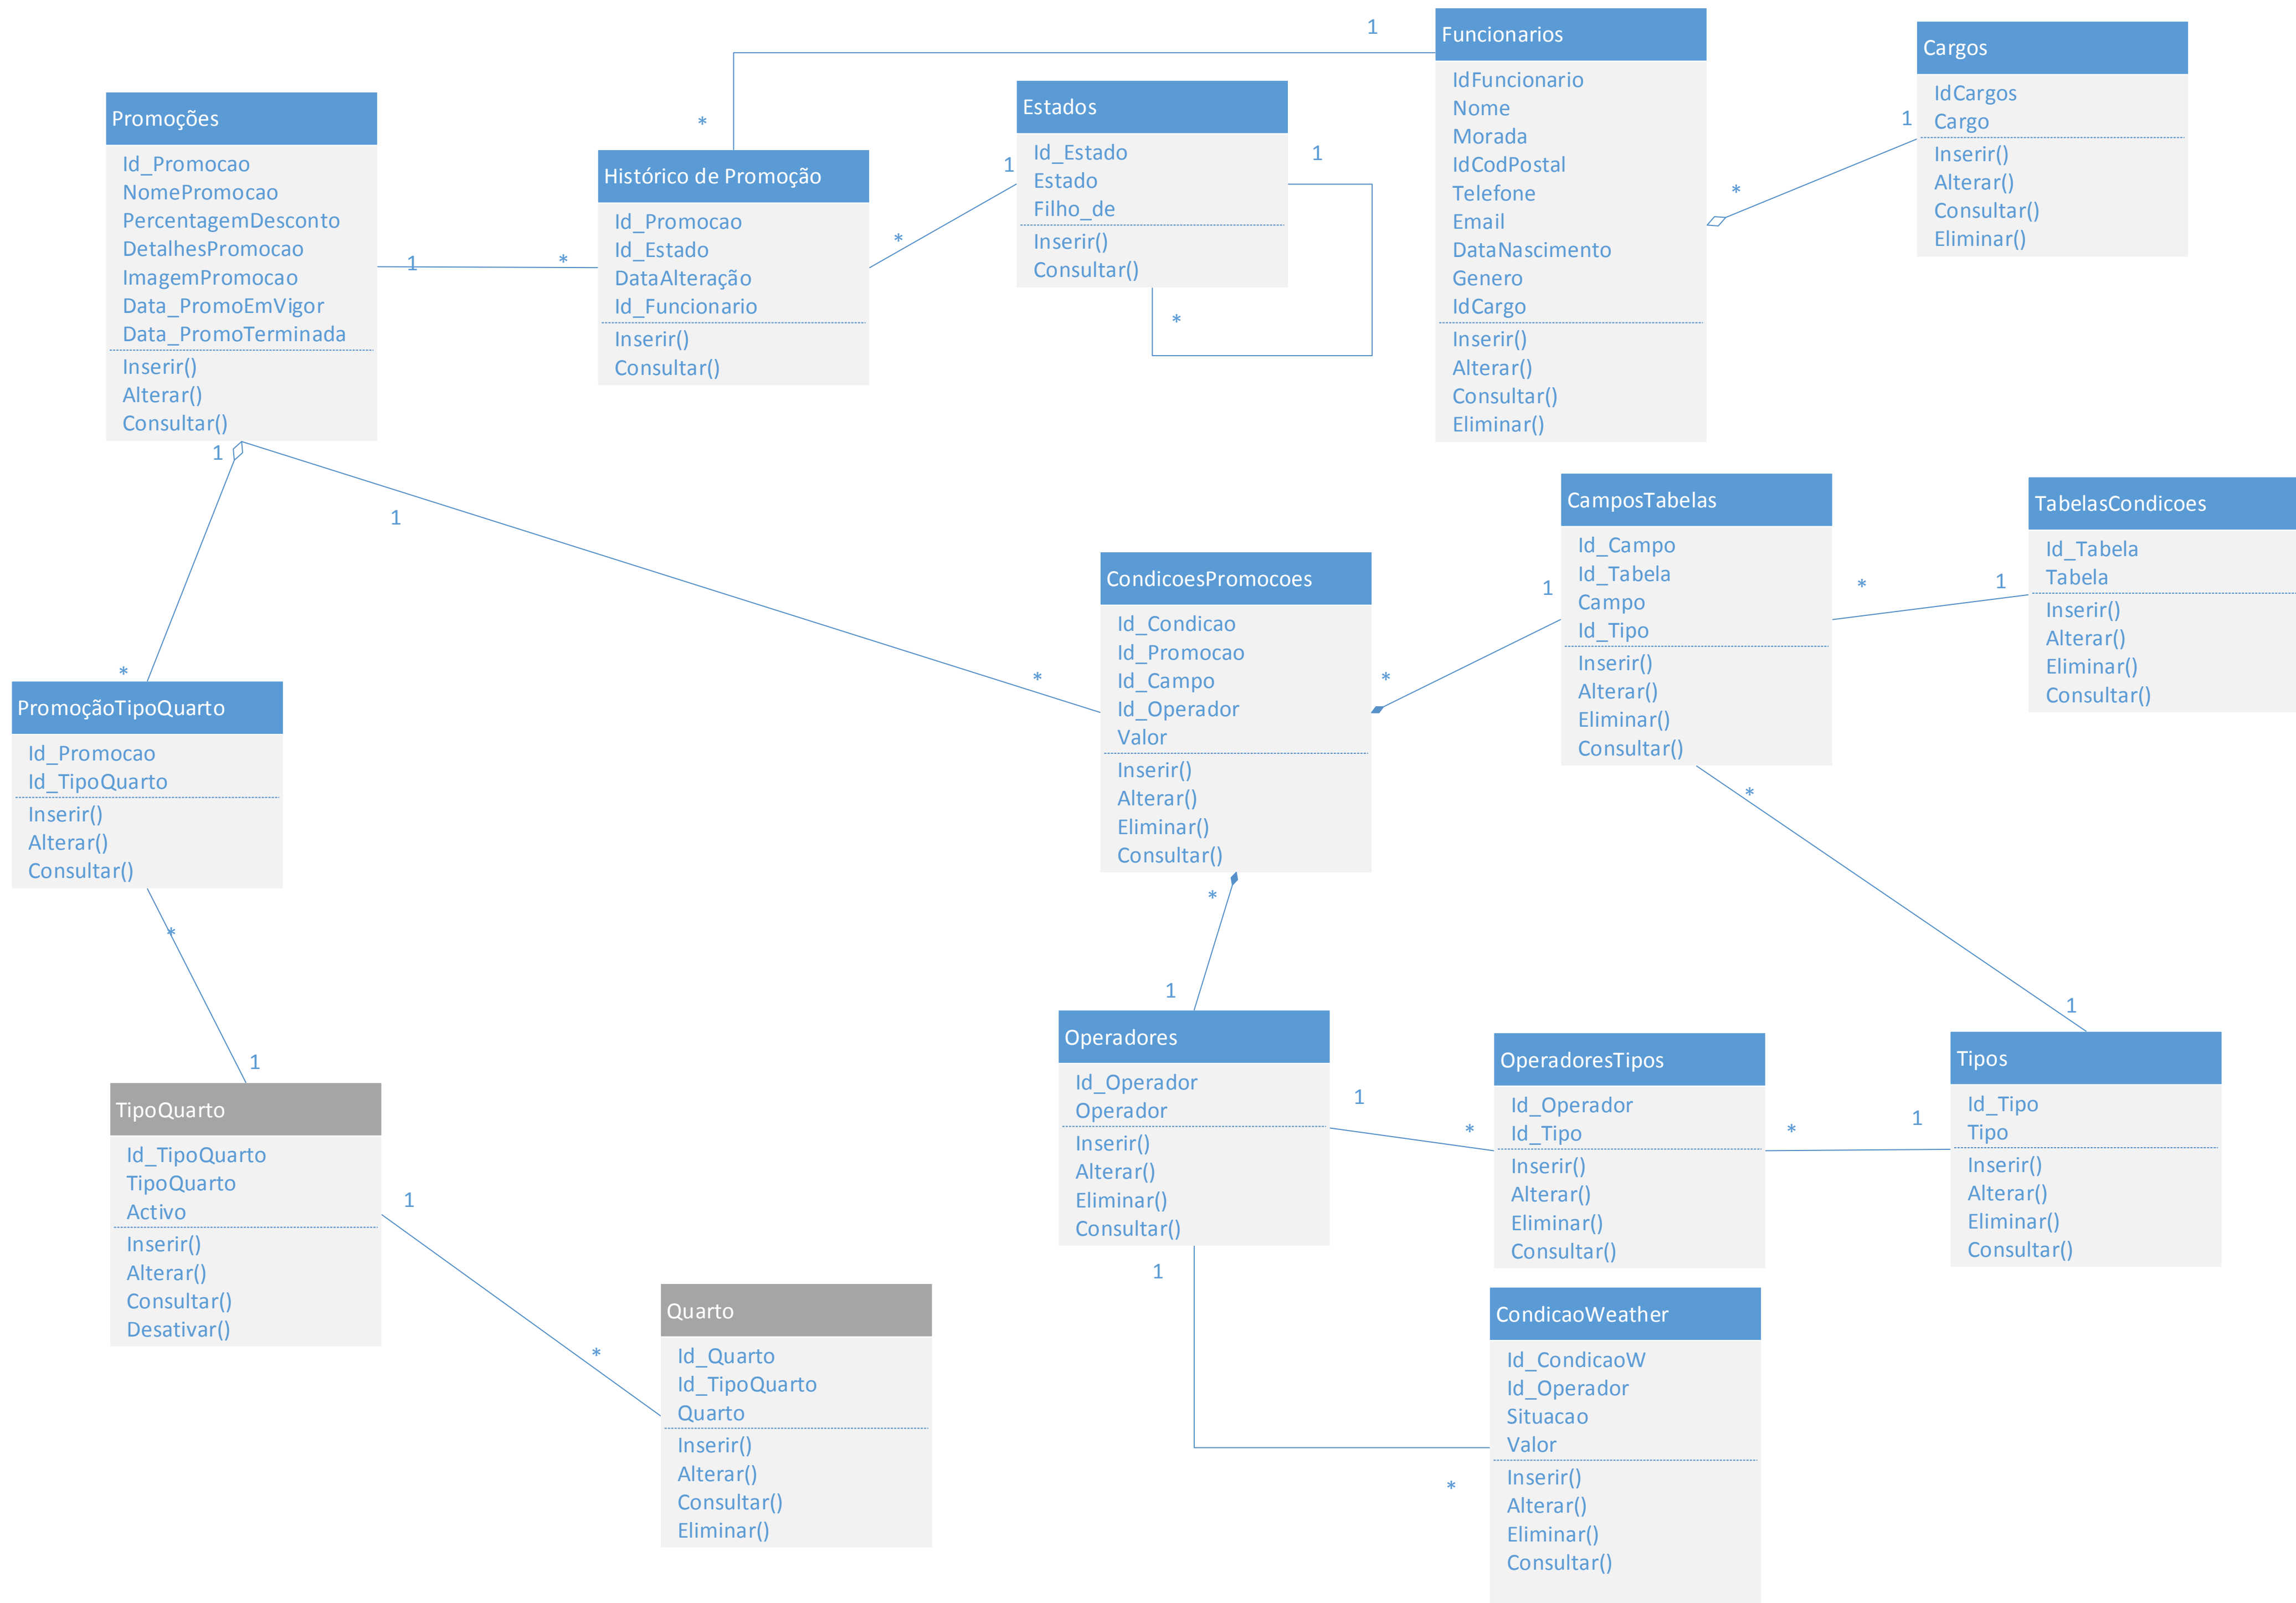 Promoções
Id_Promocao
NomePromocao
PercentagemDesconto
DetalhesPromocao
ImagemPromocao
Data_PromoEmVigor
Data_PromoTerminada
Inserir()
Alterar()
Consultar()
1
*
1
*
Histórico de Promoção
Id_Promocao
Id_Estado
DataAlteração
Id_Funcionario
Inserir()
Consultar()
*
1
Estados
Id_Estado
Estado
Filho_de
Inserir()
Consultar()
1
*
Funcionarios
IdFuncionario
Nome
Morada
IdCodPostal
Telefone
Email
DataNascimento
Genero
IdCargo
Inserir()
Alterar()
Consultar()
Eliminar()
*
1
Cargos
IdCargos
Cargo
Inserir()
Alterar()
Consultar()
Eliminar()
1
1
*
*
PromoçãoTipoQuarto
Id_Promocao
Id_TipoQuarto
Inserir()
Alterar()
Consultar()
*
1
CondicoesPromocoes
Id_Condicao
Id_Promocao
Id_Campo
Id_Operador
Valor
Inserir()
Alterar()
Eliminar()
Consultar()
*
1
*
1
CamposTabelas
Id_Campo
Id_Tabela
Campo
Id_Tipo
Inserir()
Alterar()
Eliminar()
Consultar()
*
1
*
1
TabelasCondicoes
Id_Tabela
Tabela
Inserir()
Alterar()
Eliminar()
Consultar()
TipoQuarto
Id_TipoQuarto
TipoQuarto
Activo
Inserir()
Alterar()
Consultar()
Desativar()
1
*
Quarto
Id_Quarto
Id_TipoQuarto
Quarto
Inserir()
Alterar()
Consultar()
Eliminar()
Operadores
Id_Operador
Operador
Inserir()
Alterar()
Eliminar()
Consultar()
1
*
OperadoresTipos
Id_Operador
Id_Tipo
Inserir()
Alterar()
Eliminar()
Consultar()
*
1
Tipos
Id_Tipo
Tipo
Inserir()
Alterar()
Eliminar()
Consultar()
1
*
CondicaoWeather
Id_CondicaoW
Id_Operador
Situacao
Valor
Inserir()
Alterar()
Eliminar()
Consultar()